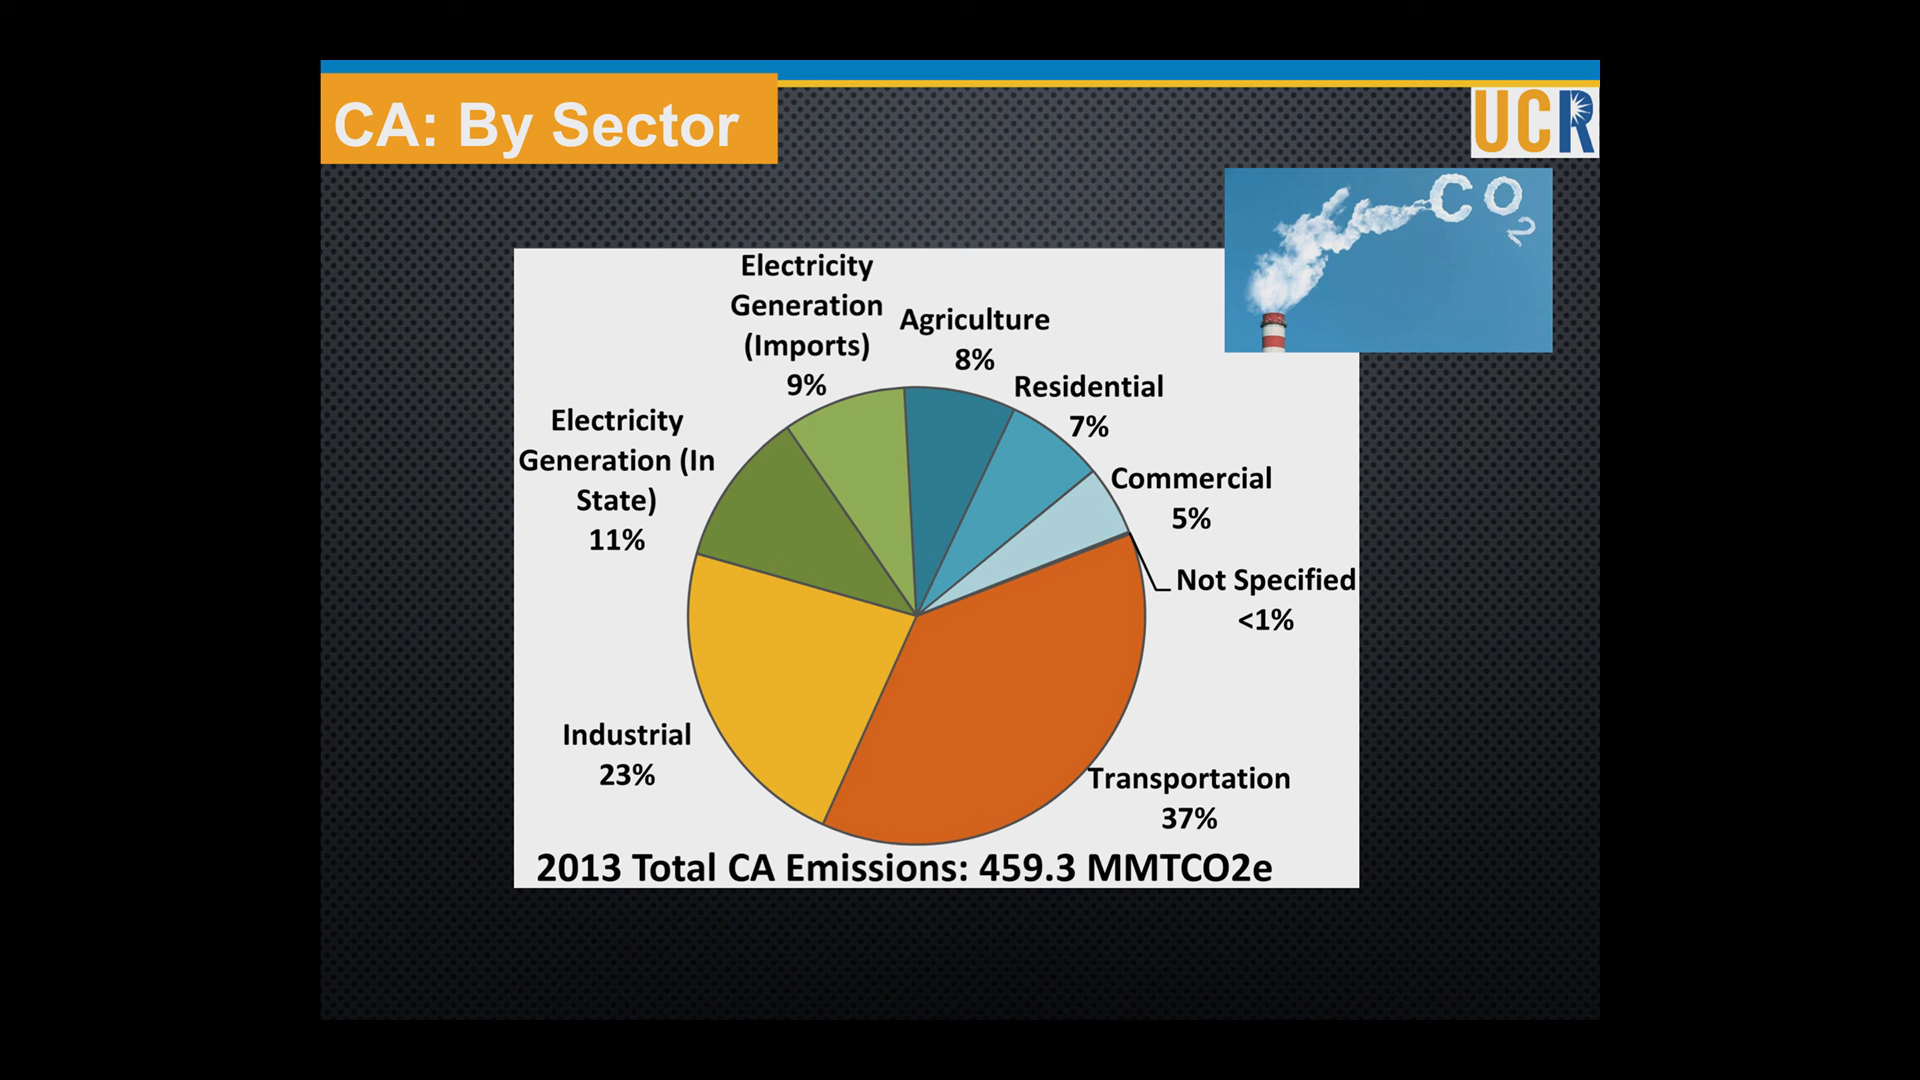 CA: By Sector
UCR
CO2
Electricity
Generation
(Imports)
9%
Agriculture
8%
Residential
7%
Electricity
Generation (In
State)
11%
Commercial
5%
Not Specified
<1%
Industrial
23%
Transportation
37%
2013 Total CA Emissions: 459.3 MMTCO2e